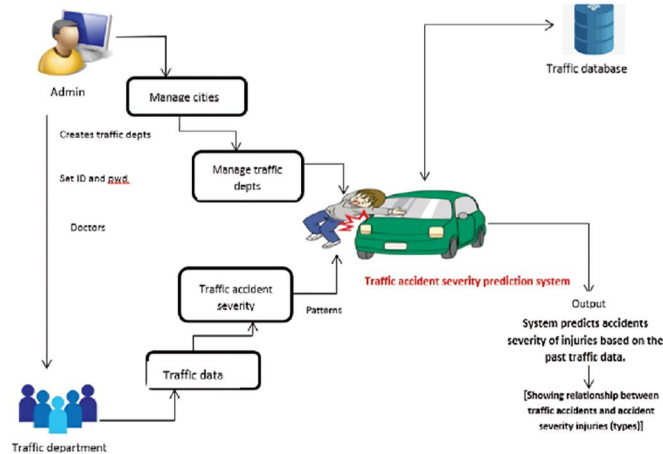 Admin
Traffic database
Manage cities
Creates traffic depts
Manage traffic
depts
Set ID and pwd
Doctors
Traffic accident severity prediction system
Traffic accident
severity
Patterns
Output
System predicts accidents
severity of injuries based on the
past traffic data.
Traffic data
[Showing relationship between
traffic accidents and accident
severity injuries (types)]
Traffic department